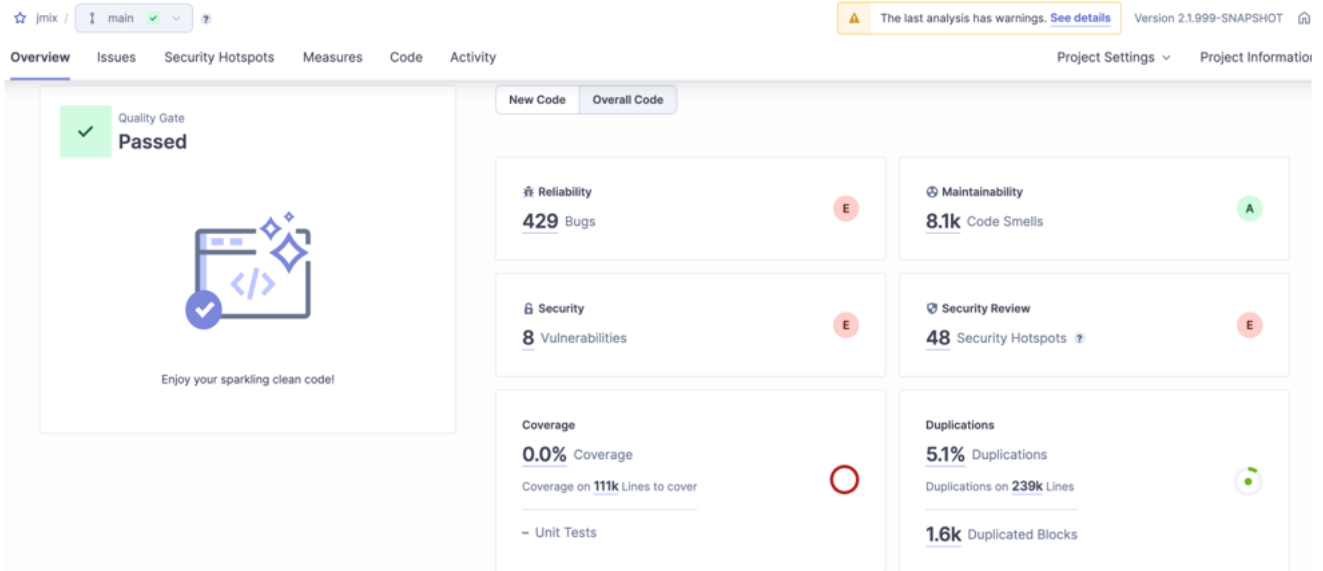 jmix / main
The last analysis has warnings. See details
Version 2.1.999-SNAPSHOT
Overview Issues Security Hotspots Measures Code Activity
Project Settings Project Information
Quality Gate
Passed
</>
Enjoy your sparkling clean code!
New Code Overall Code
Reliability
429 Bugs
E
Maintainability
8.1k Code Smells
A
Security
8 Vulnerabilities
E
Security Review
48 Security Hotspots ?
E
Coverage
0.0% Coverage
Coverage on 111k Lines to cover
– Unit Tests
Duplications
5.1% Duplications
Duplications on 239k Lines
1.6k Duplicated Blocks